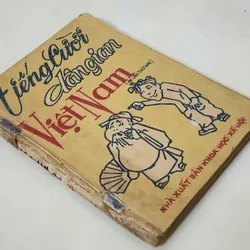 tiếng cười
dân gian
Việt Nam
NHÀ XUẤT BẢN KHOA HỌC XÃ HỘI